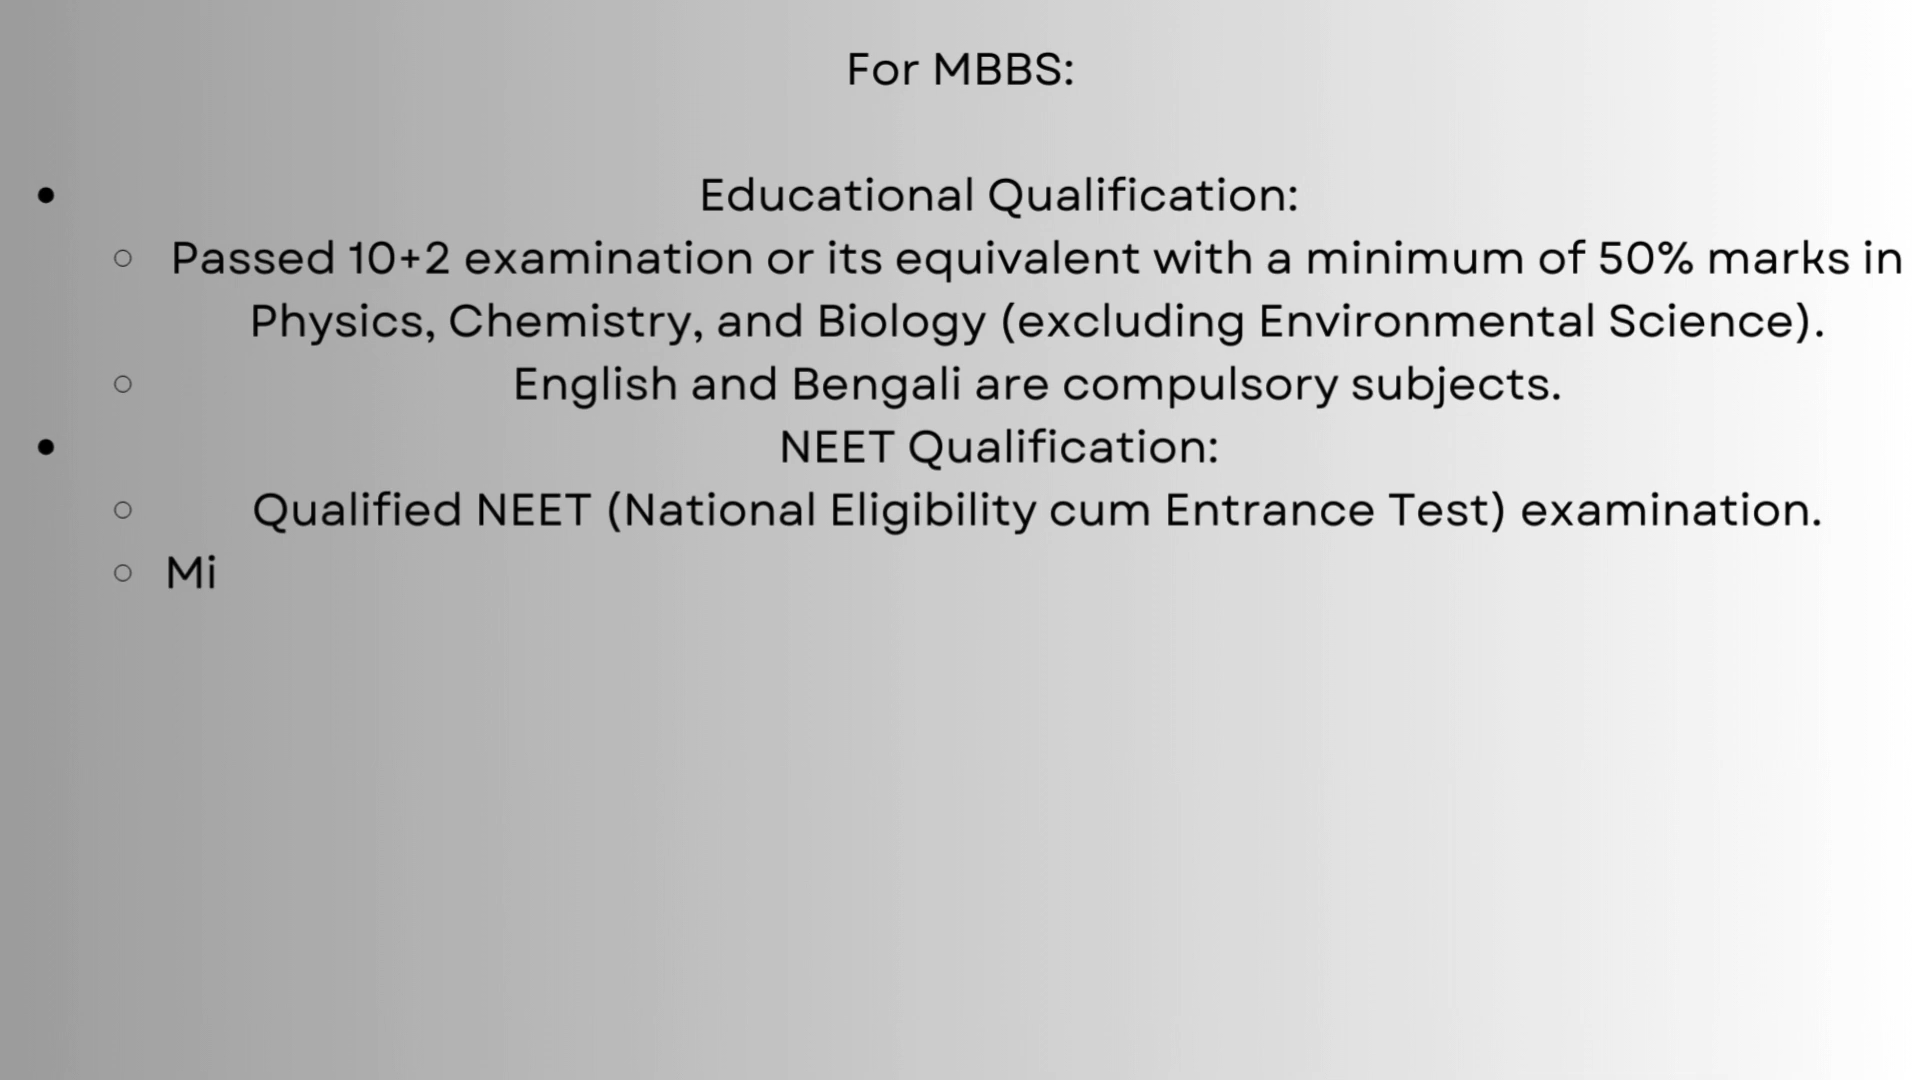 For MBBS:
• Educational Qualification:
○ Passed 10+2 examination or its equivalent with a minimum of 50% marks in
Physics, Chemistry, and Biology (excluding Environmental Science).
○ English and Bengali are compulsory subjects.
• NEET Qualification:
○ Qualified NEET (National Eligibility cum Entrance Test) examination.
○ Mi